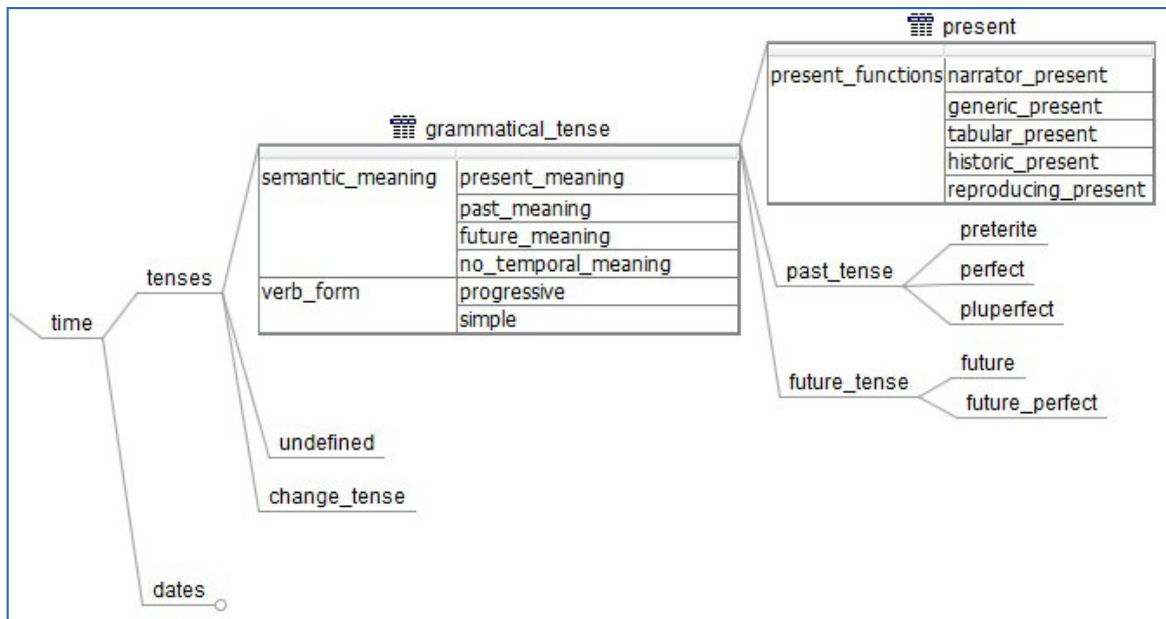 present
present_functions narrator_present
generic_present
tabular_present
historic_present
reproducing_present
grammatical_tense
semantic_meaning present_meaning
past_meaning
future_meaning
no_temporal_meaning
verb_form progressive
simple
preterite
past_tense
perfect
pluperfect
tenses
time
future
future_tense
future_perfect
undefined
change_tense
dates